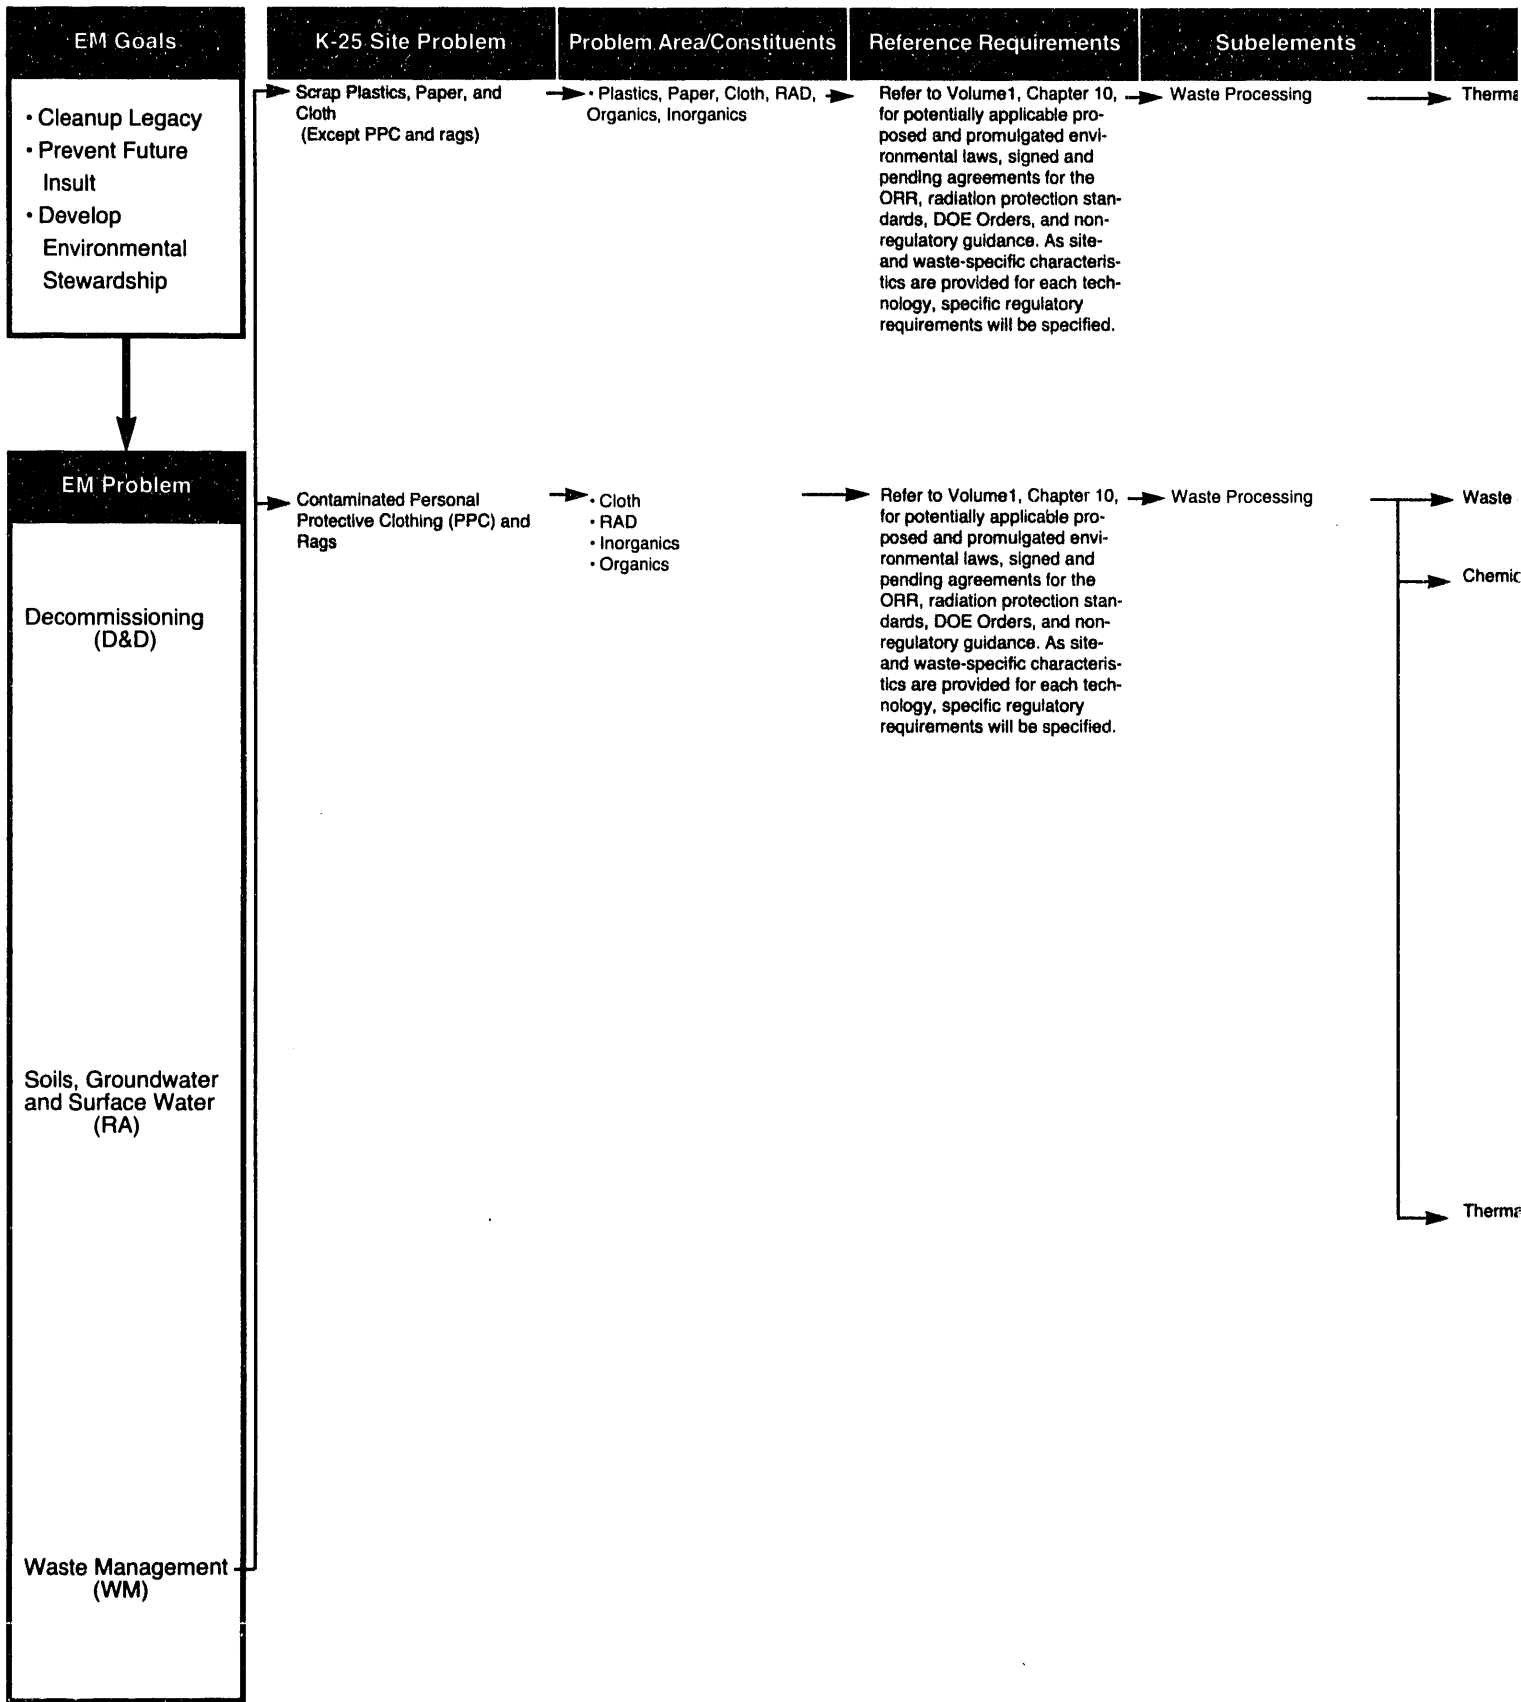 EM Goals
K-25 Site Problem
Problem Area/Constituents
Reference Requirements
Subelements
• Cleanup Legacy
• Prevent Future
Insult
• Develop
Environmental
Stewardship
Scrap Plastics, Paper, and
Cloth
(Except PPC and rags)
• Plastics, Paper, Cloth, RAD,
Organics, Inorganics
Refer to Volume1, Chapter 10,
for potentially applicable pro-
posed and promulgated envi-
ronmental laws, signed and
pending agreements for the
ORR, radiation protection stan-
dards, DOE Orders, and non-
regulatory guidance. As site-
and waste-specific characteris-
tics are provided for each tech-
nology, specific regulatory
requirements will be specified.
Waste Processing
EM Problem
Decommissioning
(D&D)
Soils, Groundwater
and Surface Water
(RA)
Waste Management
(WM)
Contaminated Personal
Protective Clothing (PPC) and
Rags
• Cloth
• RAD
• Inorganics
• Organics
Refer to Volume1, Chapter 10,
for potentially applicable pro-
posed and promulgated envi-
ronmental laws, signed and
pending agreements for the
ORR, radiation protection stan-
dards, DOE Orders, and non-
regulatory guidance. As site-
and waste-specific characteris-
tics are provided for each tech-
nology, specific regulatory
requirements will be specified.
Waste Processing
Waste